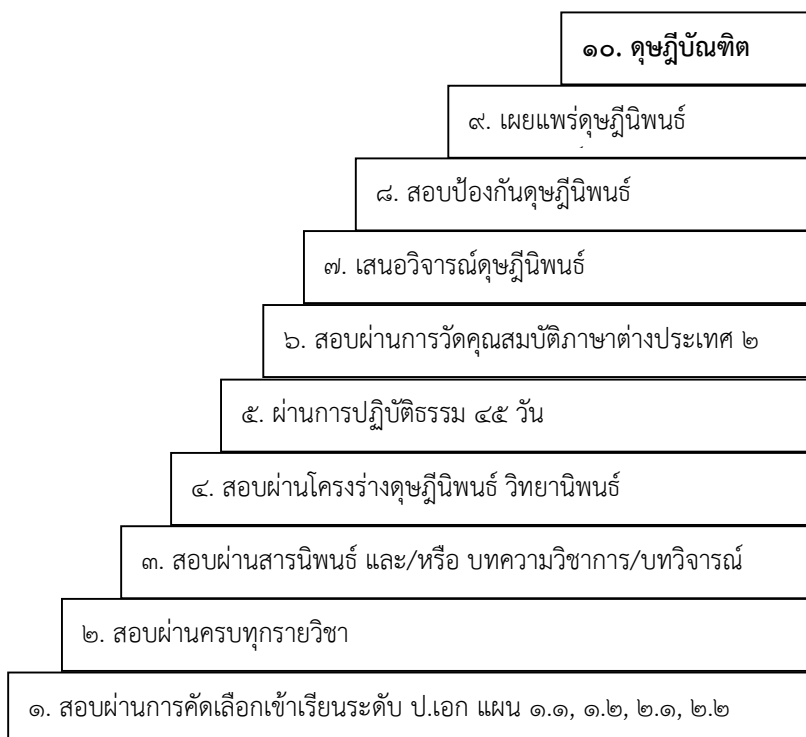 ๑๐. ดุษฎีบัณฑิต
๙. เผยแพร่ดุษฎีนิพนธ์
๘. สอบป้องกันดุษฎีนิพนธ์
๗. เสนอวิจารณ์ดุษฎีนิพนธ์
๖. สอบผ่านการวัดคุณสมบัติภาษาต่างประเทศ ๒
๕. ผ่านการปฏิบัติธรรม ๔๕ วัน
๔. สอบผ่านโครงร่างดุษฎีนิพนธ์ วิทยานิพนธ์
๓. สอบผ่านสารนิพนธ์ และ/หรือ บทความวิชาการ/บทวิจารณ์
๒. สอบผ่านครบทุกรายวิชา
๑. สอบผ่านการคัดเลือกเข้าเรียนระดับ ป.เอก แผน ๑.๑, ๑.๒, ๒.๑, ๒.๒